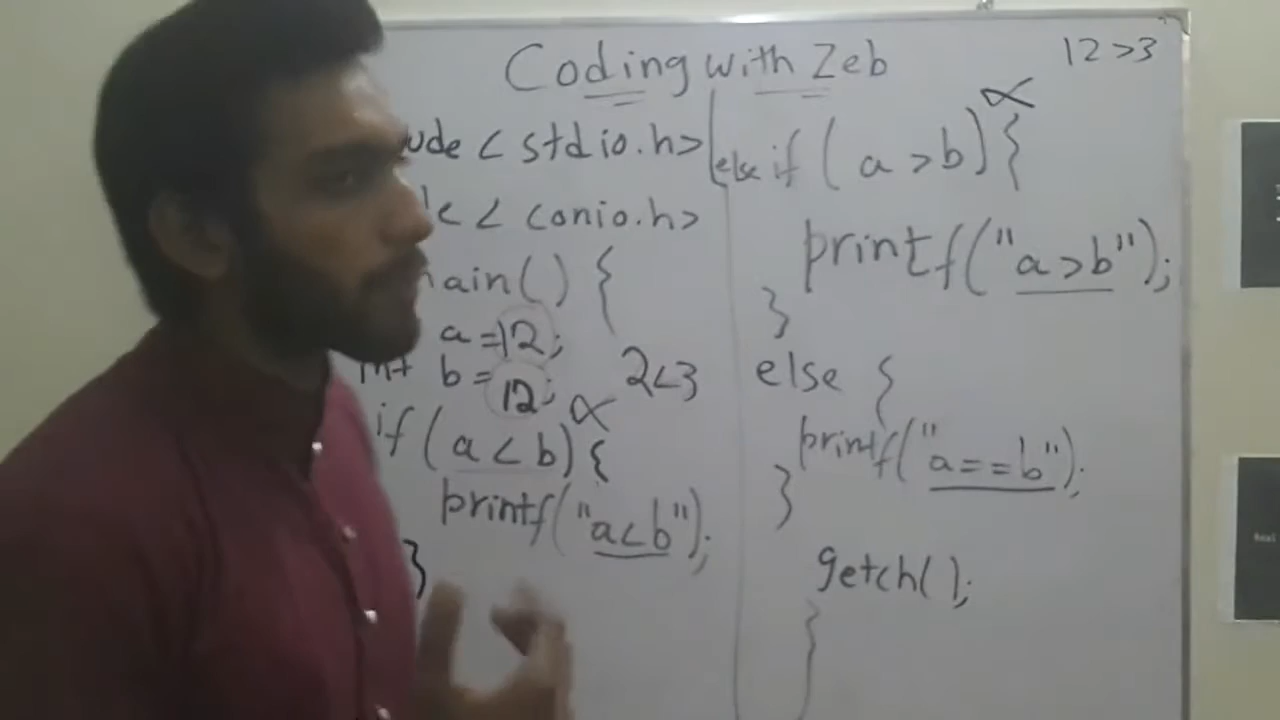 Coding with Zeb
12>3
ude < stdio.h>
e < conio.h>
ain() {
a=12;
int b=12;
2<3
if (a<b){
printf("a<b");
}
else if (a>b){
printf("a>b");
}
else {
printf("a==b");
}
getch();
}